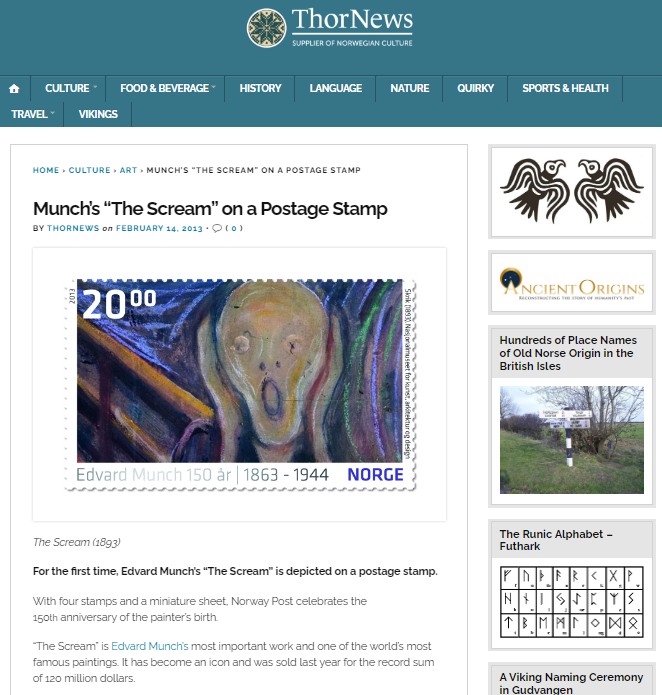 ThorNews
SUPPLIER OF NORWEGIAN CULTURE
CULTURE
FOOD & BEVERAGE
HISTORY
LANGUAGE
NATURE
QUIRKY
SPORTS & HEALTH
TRAVEL
VIKINGS
HOME › CULTURE › ART › MUNCH'S “THE SCREAM” ON A POSTAGE STAMP
Munch's “The Scream” on a Postage Stamp
BY THORNEWS on FEBRUARY 14, 2013 • ( 0 )
2013
20⁰⁰
Skrik (1893) Nasjonalmuseet for kunst, arkitektur og design
Edvard Munch 150 år | 1863 - 1944 NORGE
The Scream (1893)
For the first time, Edvard Munch's “The Scream” is depicted on a postage stamp.
With four stamps and a miniature sheet, Norway Post celebrates the
150th anniversary of the painter's birth.
“The Scream” is Edvard Munch's most important work and one of the world's most
famous paintings. It has become an icon and was sold last year for the record sum
of 120 million dollars.
ANCIENT ORIGINS
RECONSTRUCTING THE STORY OF HUMANITY'S PAST
Hundreds of Place Names
of Old Norse Origin in the
British Isles
The Runic Alphabet –
Futhark
ᚠ ᚢ ᚦ ᚨ ᚱ ᚲ ᚷ ᚹ
ᚺ ᚾ ᛁ ᛃ ᛇ ᛈ ᛉ ᛊ
ᛏ ᛒ ᛖ ᛗ ᛚ ᛜ ᛞ ᛟ
A Viking Naming Ceremony
in Gudvangen